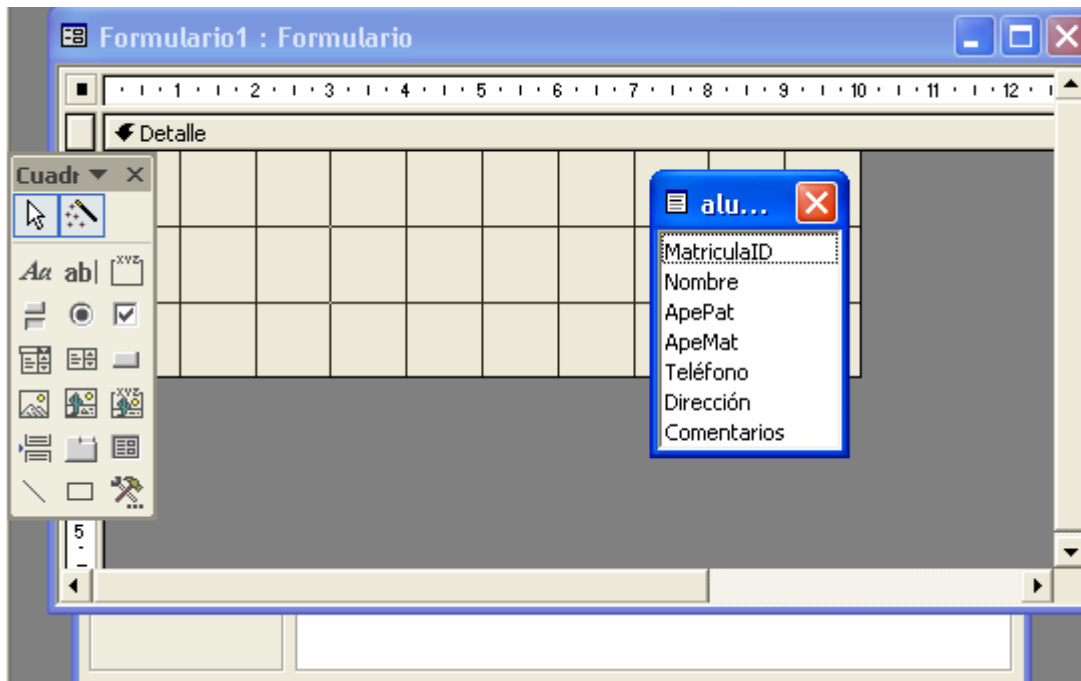 Formulario1 : Formulario
1 2 3 4 5 6 7 8 9 10 11 12
Detalle
Cuadr
alu...
MatriculaID
Nombre
ApePat
ApeMat
Teléfono
Dirección
Comentarios
Aa ab| XYZ
XYZ
5